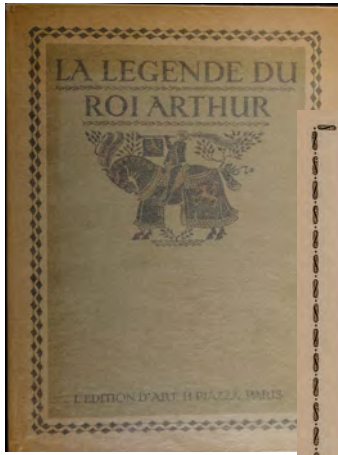 LA LEGENDE DU
ROI ARTHUR
L'EDITION D'ART H. PIAZZA, PARIS